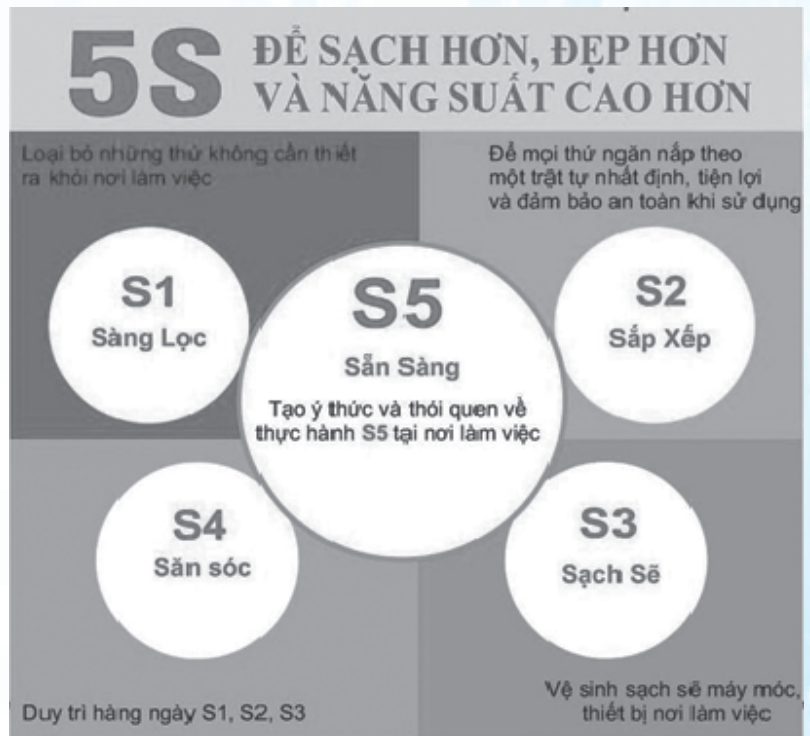 5S ĐỂ SẠCH HƠN, ĐẸP HƠN
VÀ NĂNG SUẤT CAO HƠN
Loại bỏ những thứ không cần thiết
ra khỏi nơi làm việc
Để mọi thứ ngăn nắp theo
một trật tự nhất định, tiện lợi
và đảm bảo an toàn khi sử dụng
S1
Sàng Lọc
S5
Sẵn Sàng
Tạo ý thức và thói quen về
thực hành S5 tại nơi làm việc
S2
Sắp Xếp
S4
Săn sóc
S3
Sạch Sẽ
Duy trì hàng ngày S1, S2, S3
Vệ sinh sạch sẽ máy móc,
thiết bị nơi làm việc